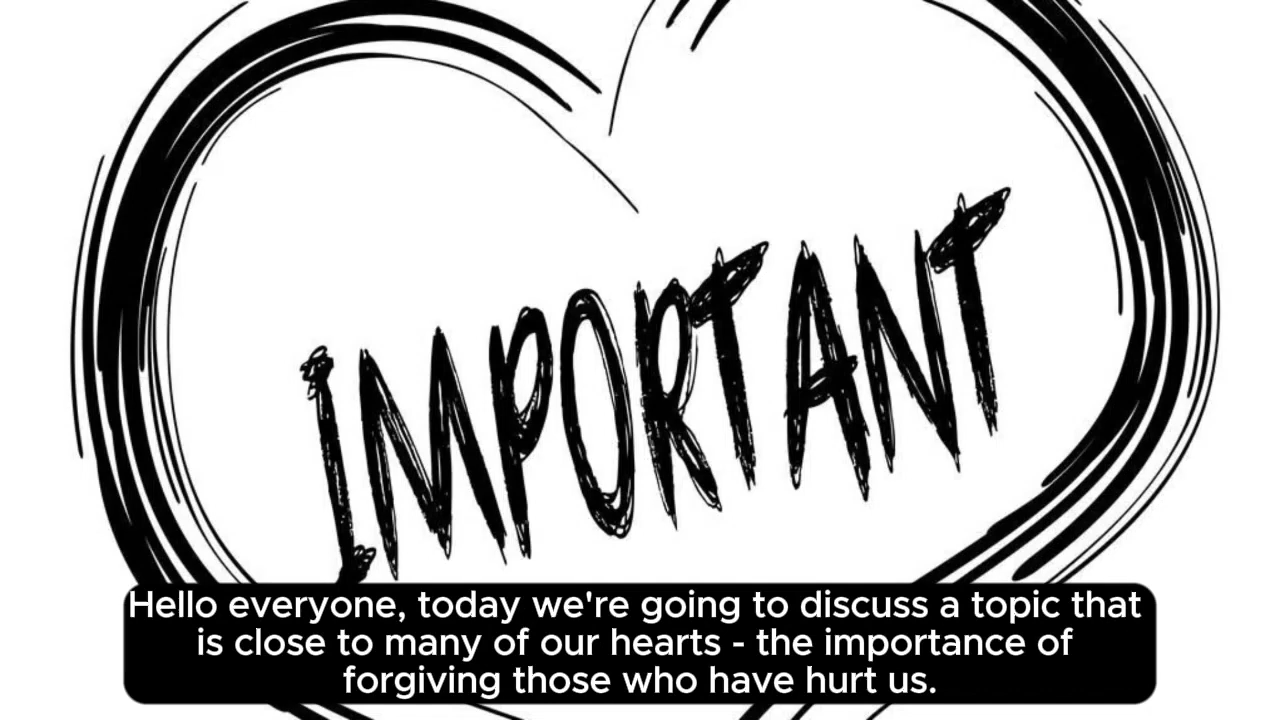 IMPORTANT
Hello everyone, today we're going to discuss a topic that
is close to many of our hearts - the importance of
forgiving those who have hurt us.